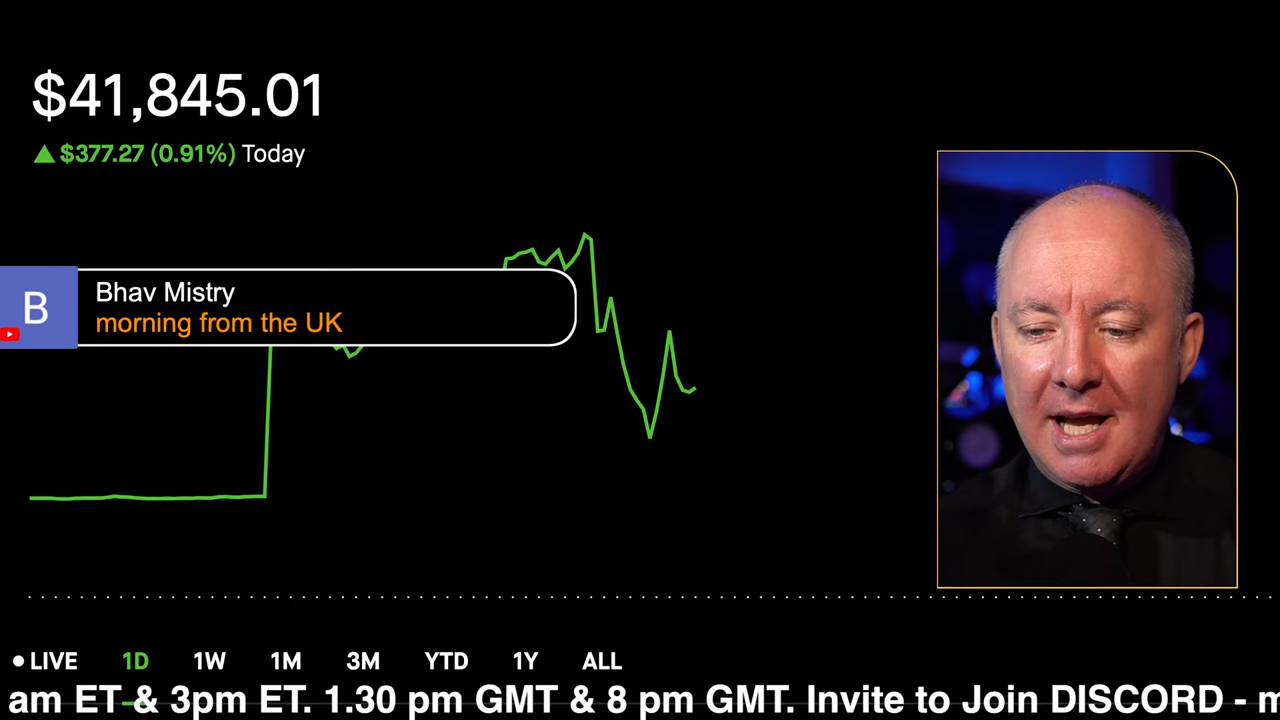 $41,845.01
▲ $377.27 (0.91%) Today
B
Bhav Mistry
morning from the UK
LIVE 1D 1W 1M 3M YTD 1Y ALL
am ET & 3pm ET. 1.30 pm GMT & 8 pm GMT. Invite to Join DISCORD - m